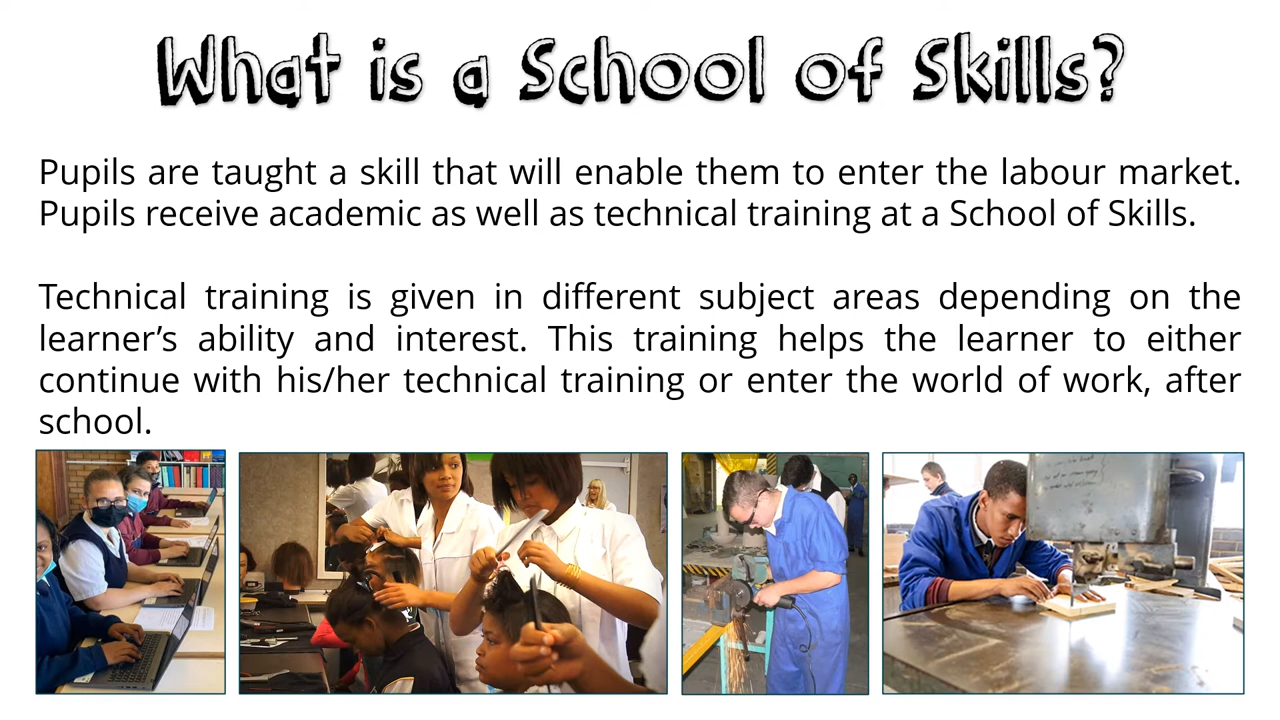 What is a School of Skills?
Pupils are taught a skill that will enable them to enter the labour market.
Pupils receive academic as well as technical training at a School of Skills.
Technical training is given in different subject areas depending on the
learner’s ability and interest. This training helps the learner to either
continue with his/her technical training or enter the world of work, after
school.